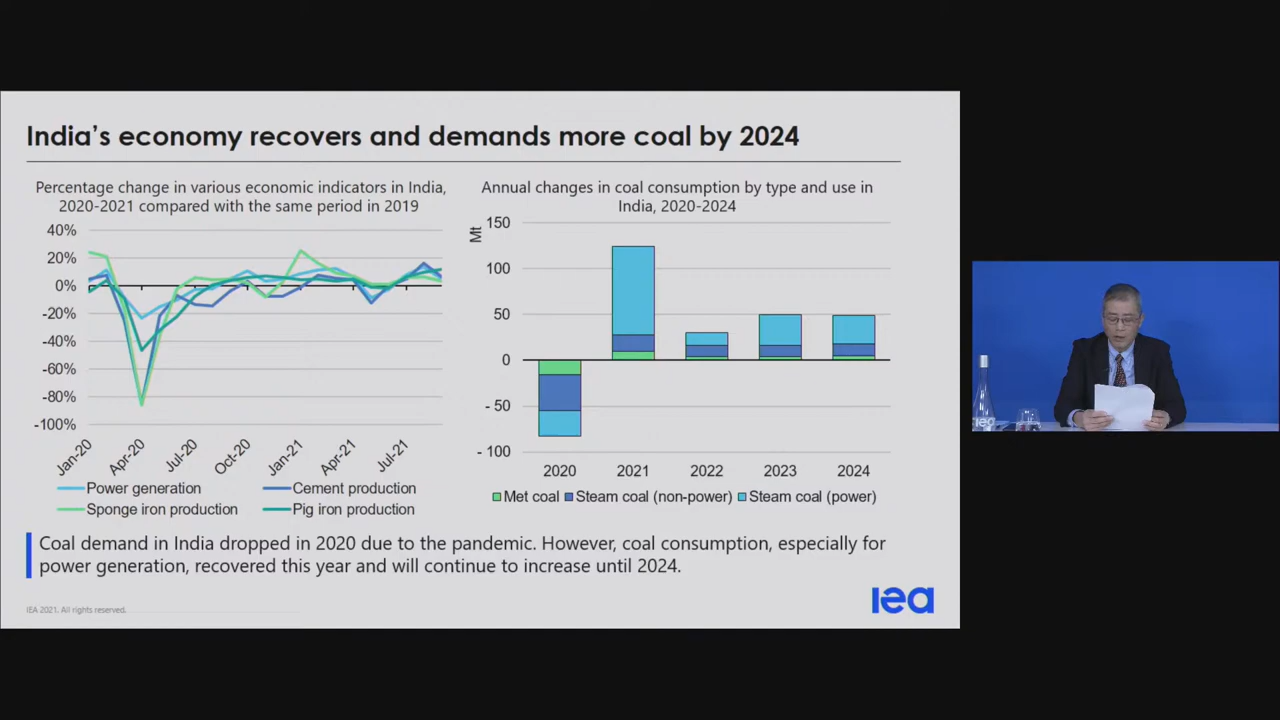 India's economy recovers and demands more coal by 2024
Percentage change in various economic indicators in India,
2020-2021 compared with the same period in 2019
40%
20%
0%
-20%
-40%
-60%
-80%
-100%
Jan-20
Apr-20
Jul-20
Oct-20
Jan-21
Apr-21
Jul-21
Power generation
Cement production
Sponge iron production
Pig iron production
Annual changes in coal consumption by type and use in
India, 2020-2024
Mt
150
100
50
0
- 50
- 100
2020
2021
2022
2023
2024
Met coal
Steam coal (non-power)
Steam coal (power)
Coal demand in India dropped in 2020 due to the pandemic. However, coal consumption, especially for
power generation, recovered this year and will continue to increase until 2024.
IEA 2021. All rights reserved.
iea
iea